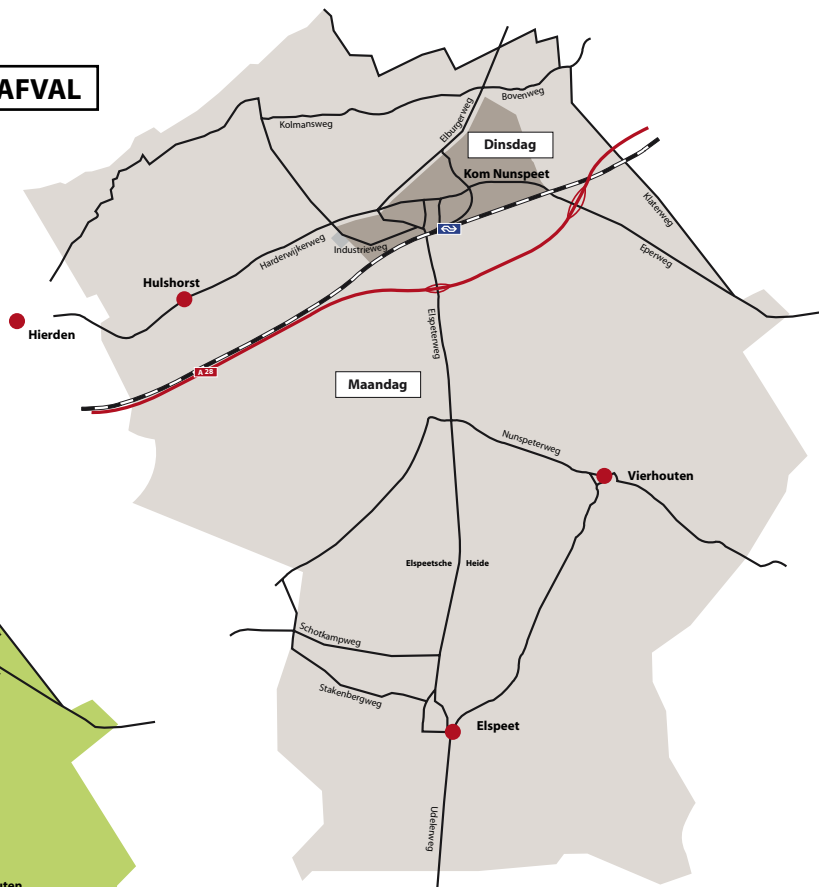 AFVAL
Kolmansweg
Elburgerweg
Bovenweg
Dinsdag
Kom Nunspeet
Klaterweg
Eperweg
Harderwijkerweg
Industrieweg
Hulshorst
Hierden
Elspeterweg
A 28
Maandag
Nunspeterweg
Vierhouten
Elspeetsche Heide
Schotkampweg
Stakenbergweg
Elspeet
Uddelerweg